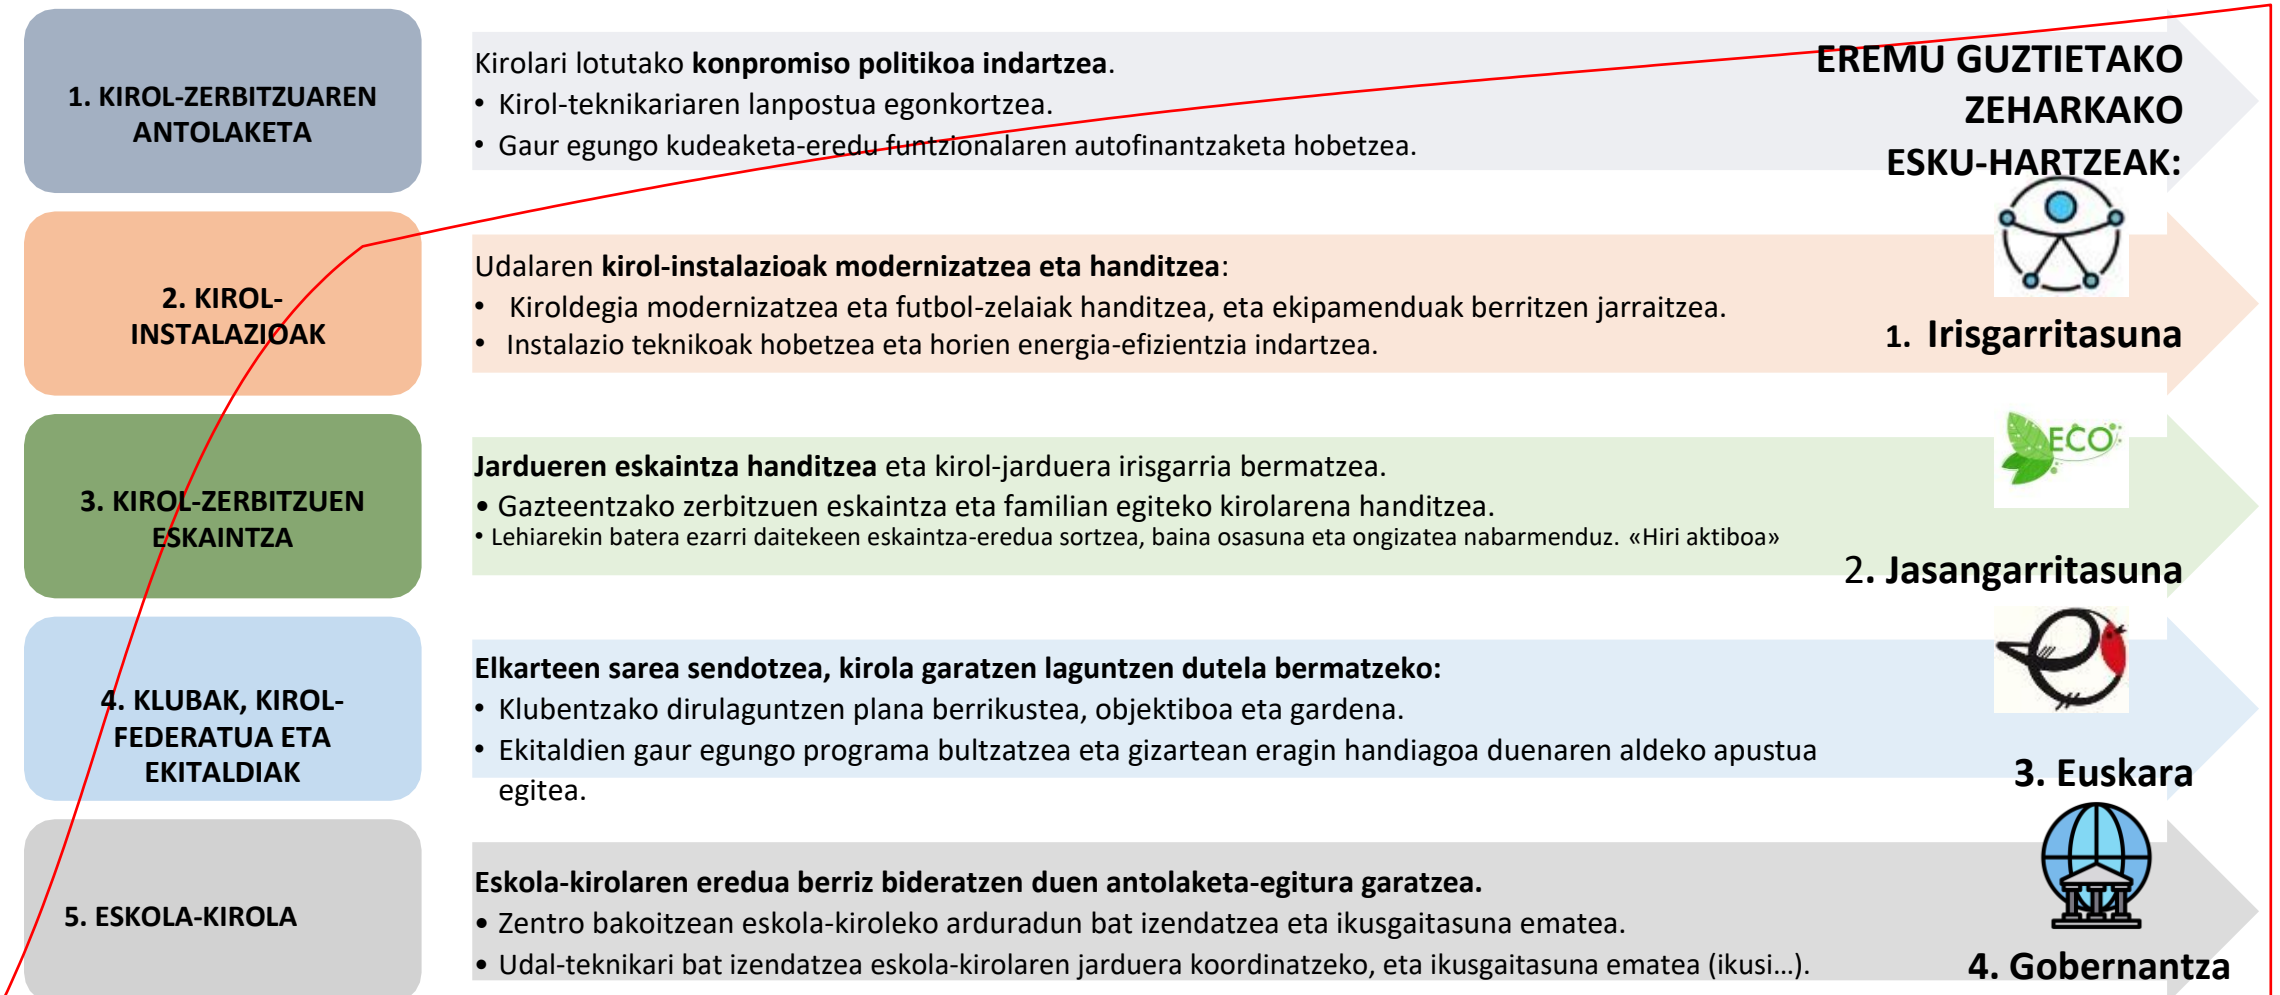 1. KIROL-ZERBITZUAREN
ANTOLAKETA
Kirolari lotutako konpromiso politikoa indartzea.
• Kirol-teknikariaren lanpostua egonkortzea.
• Gaur egungo kudeaketa-eredu funtzionalaren autofinantzaketa hobetzea.
EREMU GUZTIETAKO
ZEHARKAKO
ESKU-HARTZEAK:
2. KIROL-
INSTALAZIOAK
Udalaren kirol-instalazioak modernizatzea eta handitzea:
• Kiroldegia modernizatzea eta futbol-zelaiak handitzea, eta ekipamenduak berritzen jarraitzea.
• Instalazio teknikoak hobetzea eta horien energia-efizientzia indartzea.
1. Irisgarritasuna
3. KIROL-ZERBITZUEN
ESKAINTZA
Jardueren eskaintza handitzea eta kirol-jarduera irisgarria bermatzea.
• Gazteentzako zerbitzuen eskaintza eta familian egiteko kirolarena handitzea.
• Lehiarekin batera ezarri daitekeen eskaintza-eredua sortzea, baina osasuna eta ongizatea nabarmenduz. «Hiri aktiboa»
ECO
2. Jasangarritasuna
4. KLUBAK, KIROL-
FEDERATUA ETA
EKITALDIAK
Elkarteen sarea sendotzea, kirola garatzen laguntzen dutela bermatzeko:
• Klubentzako dirulaguntzen plana berrikustea, objektiboa eta gardena.
• Ekitaldien gaur egungo programa bultzatzea eta gizartean eragin handiagoa duenaren aldeko apustua
egitea.
3. Euskara
5. ESKOLA-KIROLA
Eskola-kirolaren eredua berriz bideratzen duen antolaketa-egitura garatzea.
• Zentro bakoitzean eskola-kiroleko arduradun bat izendatzea eta ikusgaitasuna ematea.
• Udal-teknikari bat izendatzea eskola-kirolaren jarduera koordinatzeko, eta ikusgaitasuna ematea (ikusi...).
4. Gobernantza